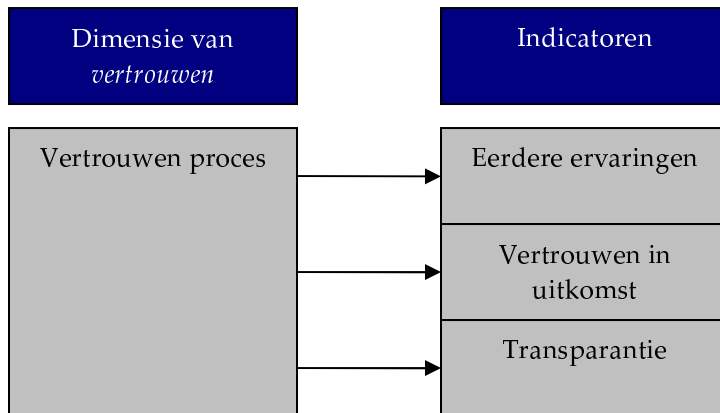 Dimensie van
vertrouwen
Indicatoren
Vertrouwen proces
Eerdere ervaringen
Vertrouwen in
uitkomst
Transparantie